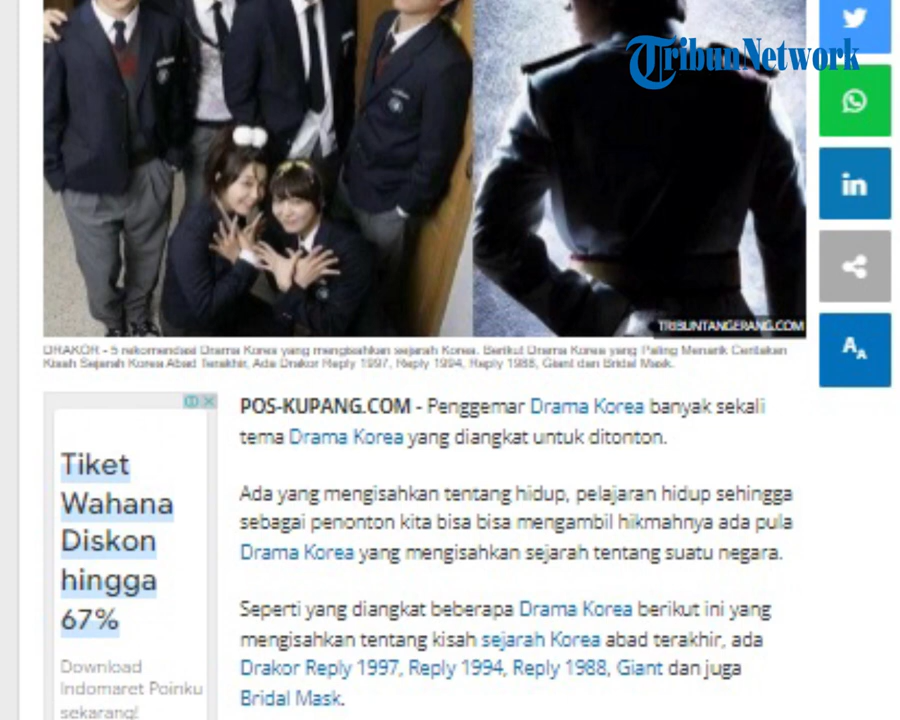 TribunNetwork
in
TRIBUNTANGERANG.COM
A A
DRAKOR - 5 rekomendasi Drama Korea yang mengisahkan sejarah Korea. Berikut Drama Korea yang Paling Menarik Ceritakan
Kisah Sejarah Korea Abad Terakhir, Ada Drakor Reply 1997, Reply 1994, Reply 1988, Giant dan Bridal Mask.
POS-KUPANG.COM - Penggemar Drama Korea banyak sekali
tema Drama Korea yang diangkat untuk ditonton.
Ada yang mengisahkan tentang hidup, pelajaran hidup sehingga
sebagai penonton kita bisa bisa mengambil hikmahnya ada pula
Drama Korea yang mengisahkan sejarah tentang suatu negara.
Seperti yang diangkat beberapa Drama Korea berikut ini yang
mengisahkan tentang kisah sejarah Korea abad terakhir, ada
Drakor Reply 1997, Reply 1994, Reply 1988, Giant dan juga
Bridal Mask.
Tiket
Wahana
Diskon
hingga
67%
Download
Indomaret Poinku
sekarang!